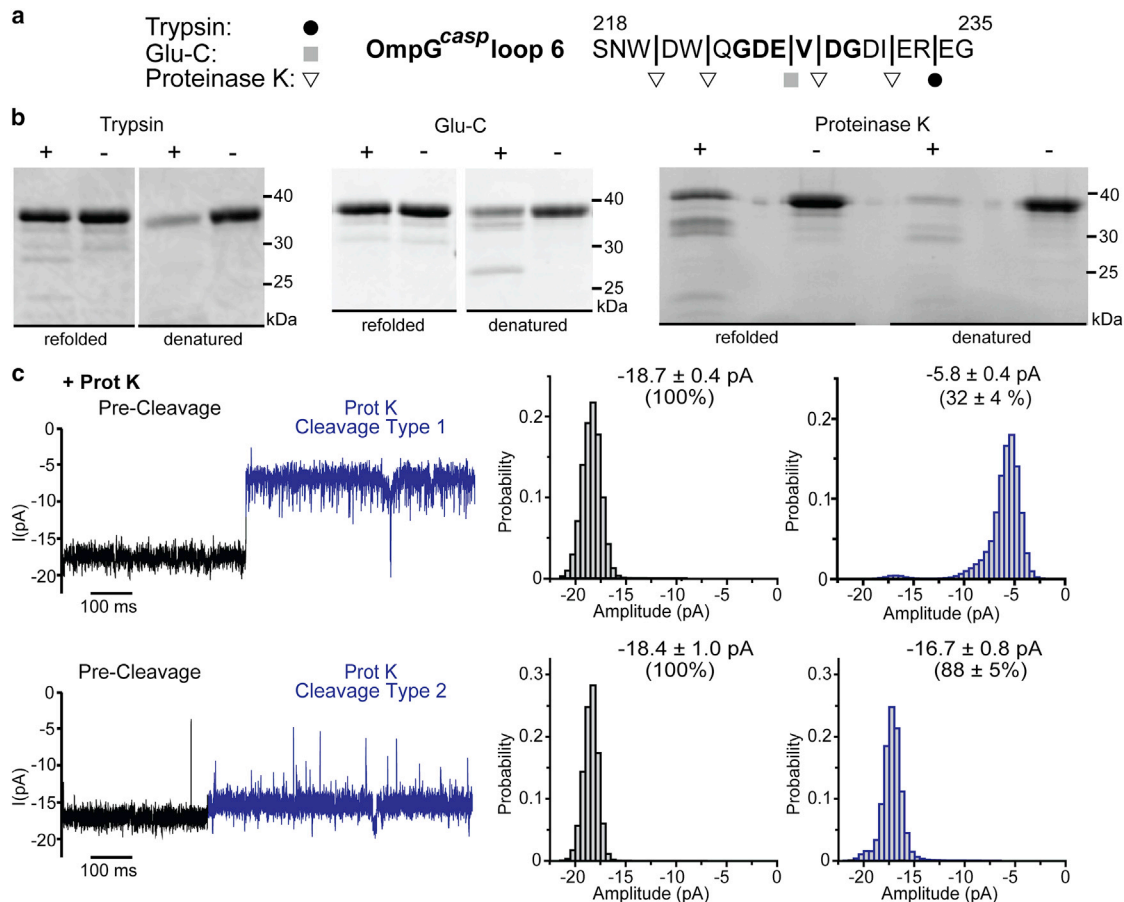 a
Trypsin: ●
Glu-C: ■
Proteinase K: ▽
OmpG^casp loop 6
218 235
SNW|DW|QGDE|V|DGDI|ER|EG
b
Trypsin
+ - + -
40
30
25
kDa
refolded denatured
Glu-C
+ - + -
40
30
25
kDa
refolded denatured
Proteinase K
+ - + -
40
30
25
kDa
refolded denatured
c
+ Prot K
Pre-Cleavage
Prot K
Cleavage Type 1
I(pA)
0
-5
-10
-15
-20
100 ms
-18.7 ± 0.4 pA
(100%)
Probability
0.2
0.1
0
-20 -15 -10 -5 0
Amplitude (pA)
-5.8 ± 0.4 pA
(32 ± 4 %)
Probability
0.2
0.1
0
-20 -15 -10 -5 0
Amplitude (pA)
Pre-Cleavage
Prot K
Cleavage Type 2
I(pA)
0
-5
-10
-15
-20
100 ms
-18.4 ± 1.0 pA
(100%)
Probability
0.3
0.2
0.1
0
-20 -15 -10 -5 0
Amplitude (pA)
-16.7 ± 0.8 pA
(88 ± 5%)
Probability
0.3
0.2
0.1
0
-20 -15 -10 -5 0
Amplitude (pA)